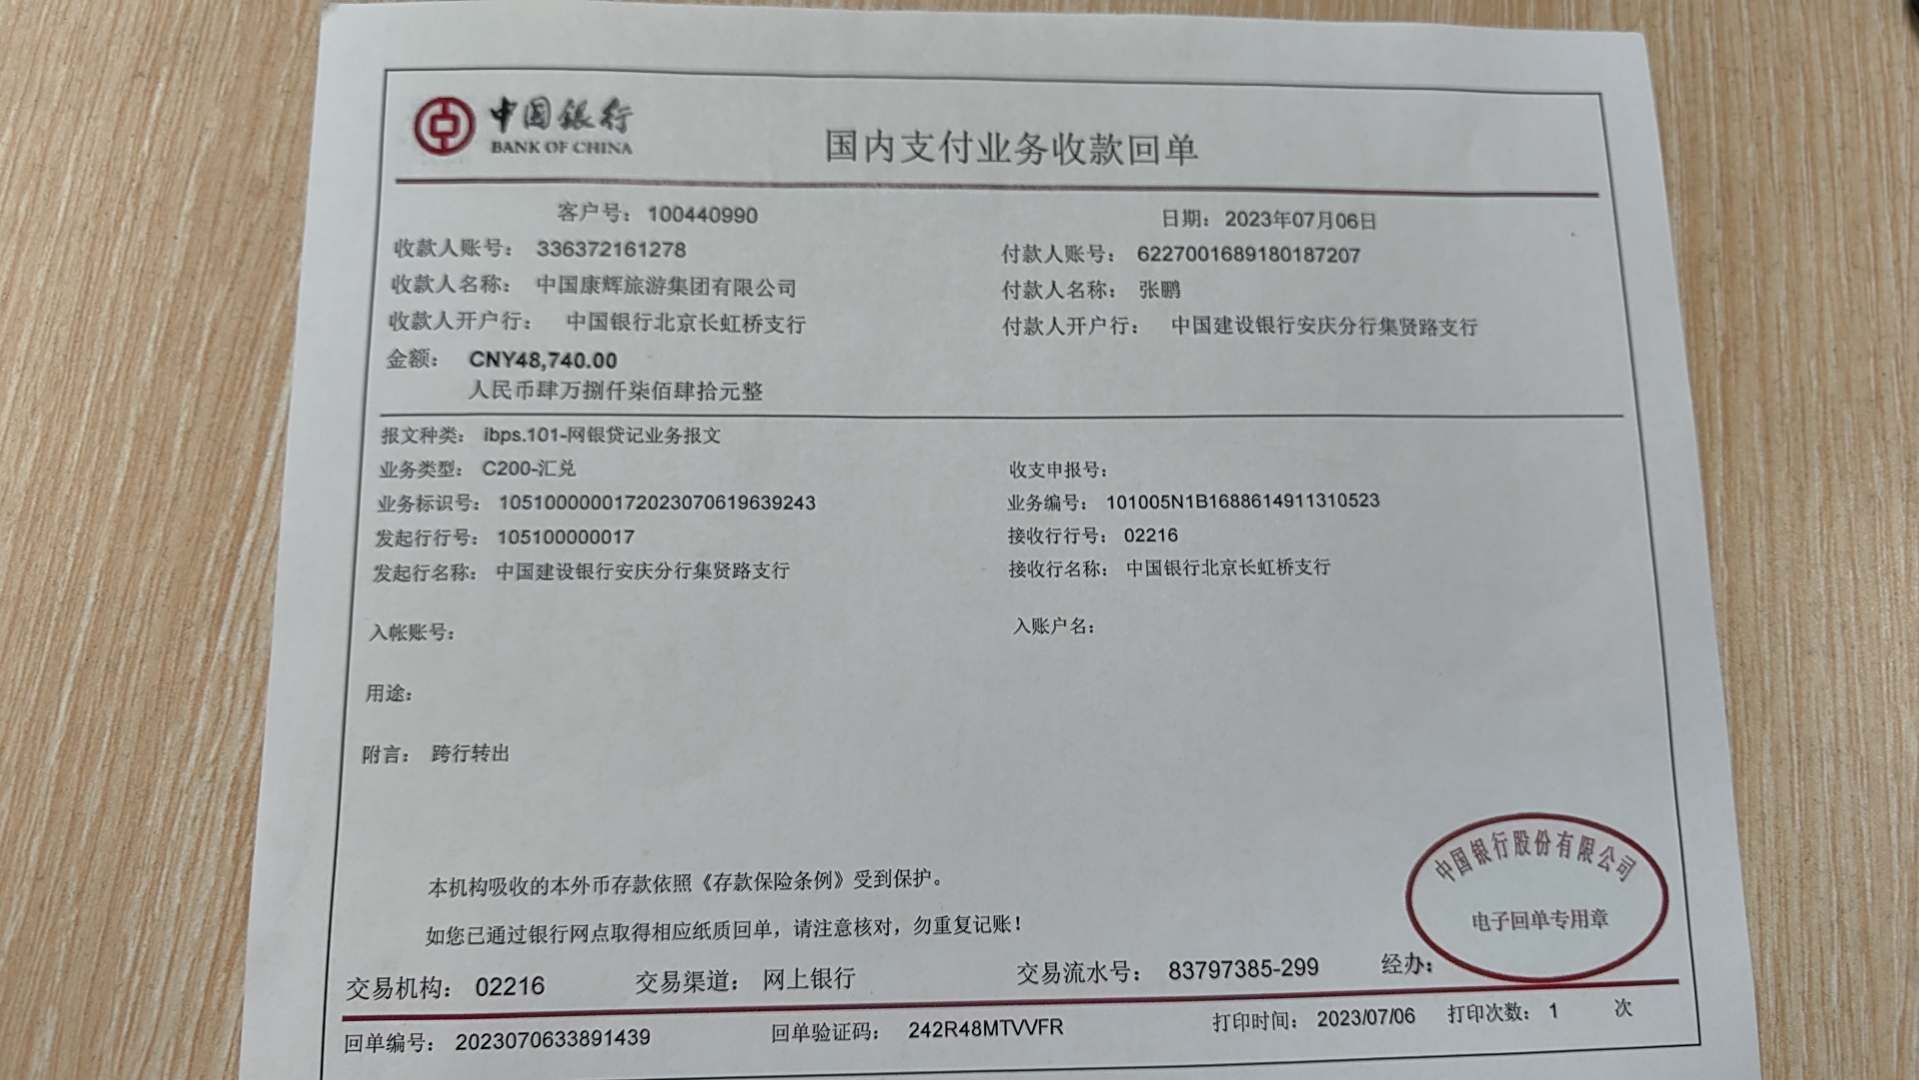 中国银行
BANK OF CHINA
国内支付业务收款回单
客户号： 100440990 日期： 2023年07月06日
收款人账号： 336372161278 付款人账号： 6227001689180187207
收款人名称： 中国康辉旅游集团有限公司 付款人名称： 张鹏
收款人开户行： 中国银行北京长虹桥支行 付款人开户行： 中国建设银行安庆分行集贤路支行
金额： CNY48,740.00
人民币肆万捌仟柒佰肆拾元整
报文种类： ibps.101-网银贷记业务报文
业务类型： C200-汇兑 收支申报号：
业务标识号： 1051000000172023070619639243 业务编号： 101005N1B1688614911310523
发起行行号： 105100000017 接收行行号： 02216
发起行名称： 中国建设银行安庆分行集贤路支行 接收行名称： 中国银行北京长虹桥支行
入帐账号： 入账户名：
用途：
附言： 跨行转出
本机构吸收的本外币存款依照《存款保险条例》受到保护。
如您已通过银行网点取得相应纸质回单，请注意核对，勿重复记账！
中国银行股份有限公司
电子回单专用章
交易机构： 02216 交易渠道： 网上银行 交易流水号： 83797385-299 经办：
回单编号： 2023070633891439 回单验证码： 242R48MTVVFR 打印时间： 2023/07/06 打印次数： 1 次